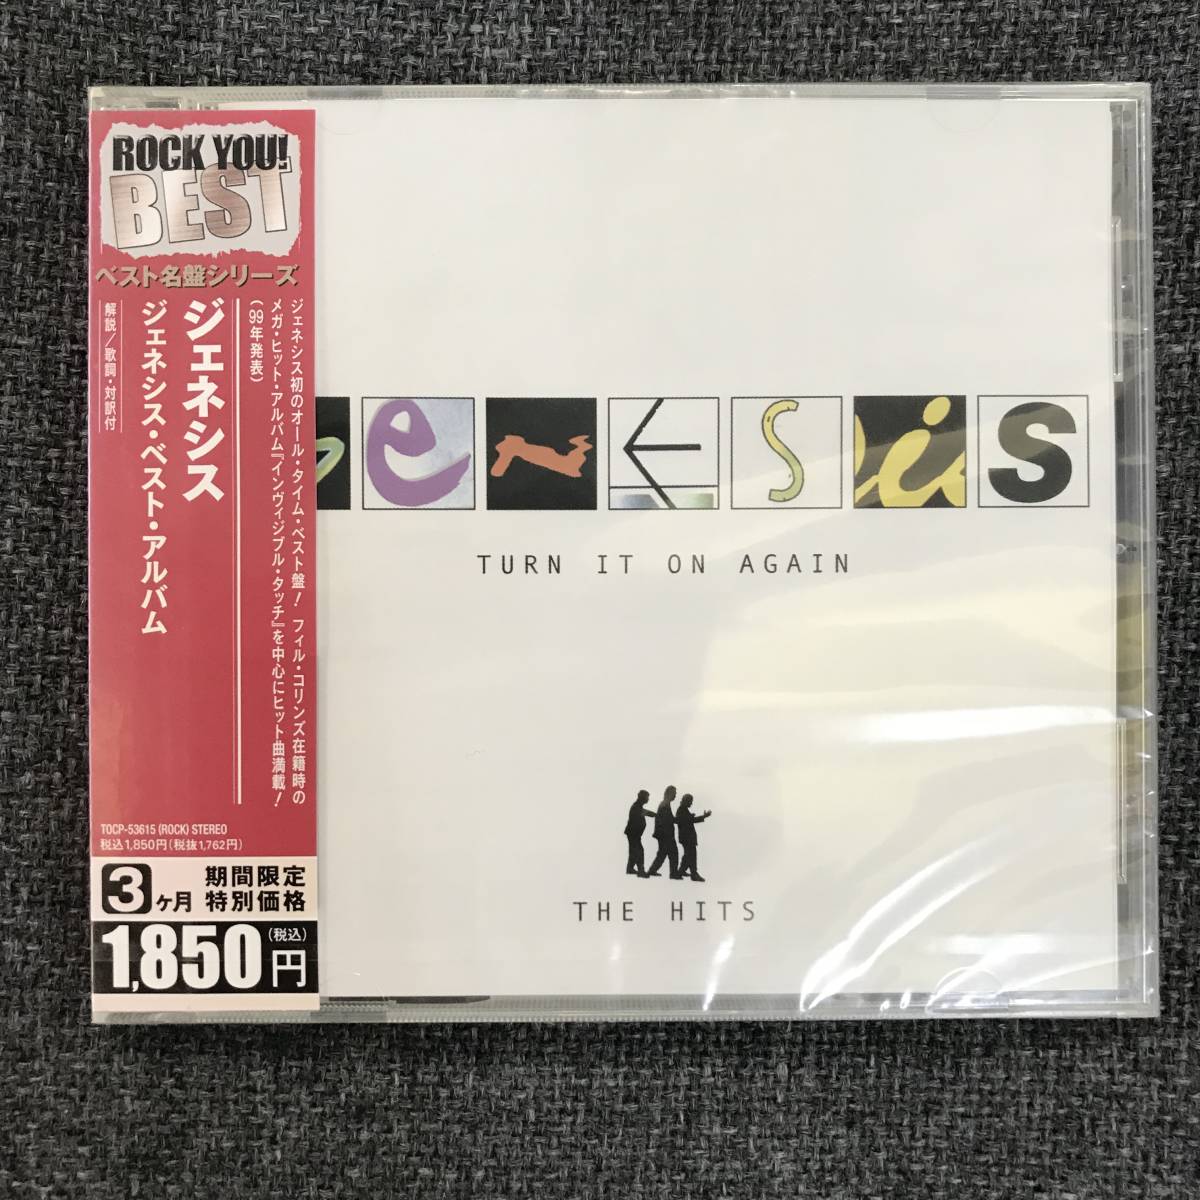 ROCK YOU!
BEST
ベスト名盤シリーズ
ジェネシス初のオール・タイム・ベスト盤！ フィル・コリンズ在籍時の
メガ・ヒット・アルバム『インヴィジブル・タッチ』を中心にヒット曲満載！
(99年発表)
ジェネシス
ジェネシス・ベスト・アルバム
解説/歌詞・対訳付
TOCP-53615 (ROCK) STEREO
税込1,850円(税抜1,762円)
3ヶ月
期間限定
特別価格
1,850円(税込)
enesis
TURN IT ON AGAIN
THE HITS